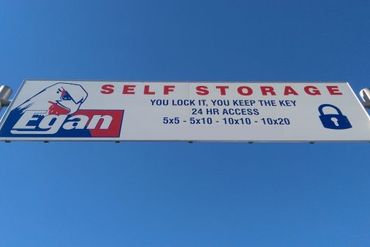 SELF STORAGE
YOU LOCK IT, YOU KEEP THE KEY
24 HR ACCESS
5x5 - 5x10 - 10x10 - 10x20
Egan